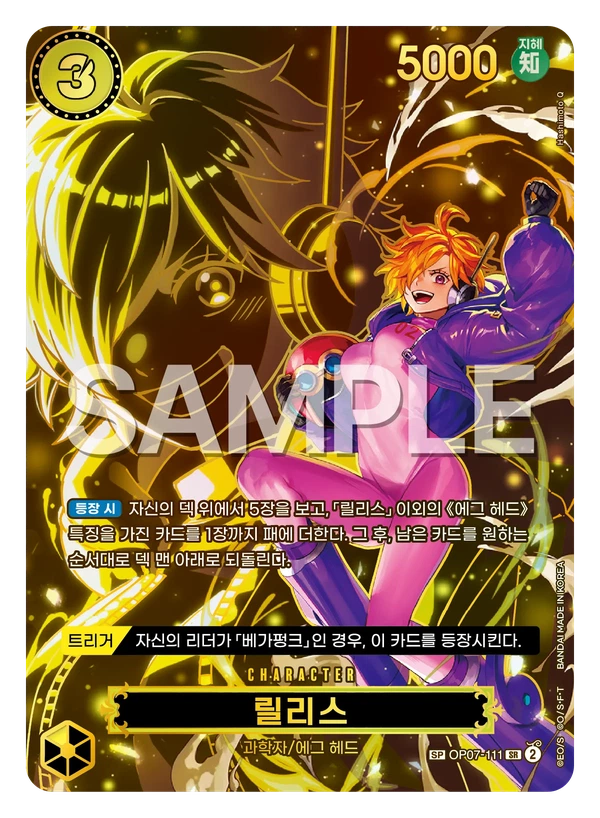 3
5000
지혜
知
Hashimoto Q
SAMPLE
등장 시 자신의 덱 위에서 5장을 보고, 「릴리스」 이외의 《에그 헤드》
특징을 가진 카드를 1장까지 패에 더한다. 그 후, 남은 카드를 원하는
순서대로 덱 맨 아래로 되돌린다.
트리거 자신의 리더가 「베가펑크」인 경우, 이 카드를 등장시킨다.
CHARACTER
릴리스
과학자/에그 헤드
SP OP07-111 SR 2
©E.O/S. ©O/S·F·T BANDAI MADE IN KOREA